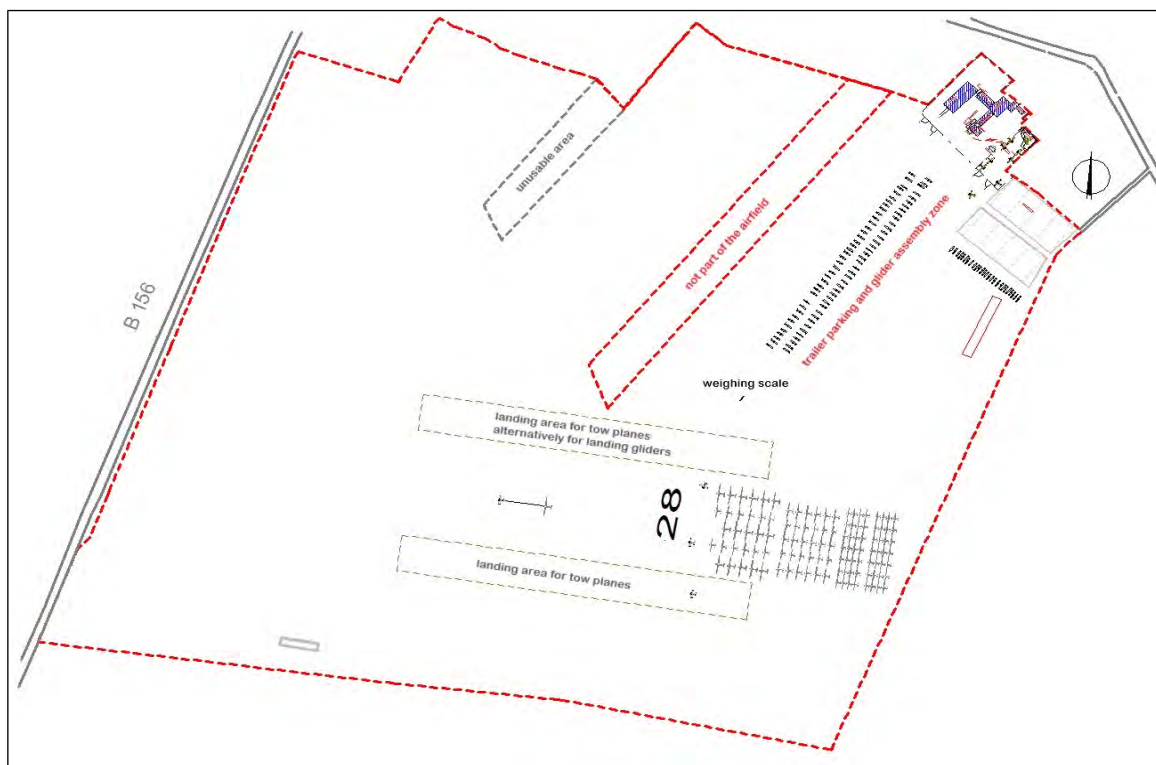 unusable area
not part of the airfield
trailer parking and glider assembly zone
B 156
weighing scale
landing area for tow planes
alternatively for landing gliders
28
landing area for tow planes